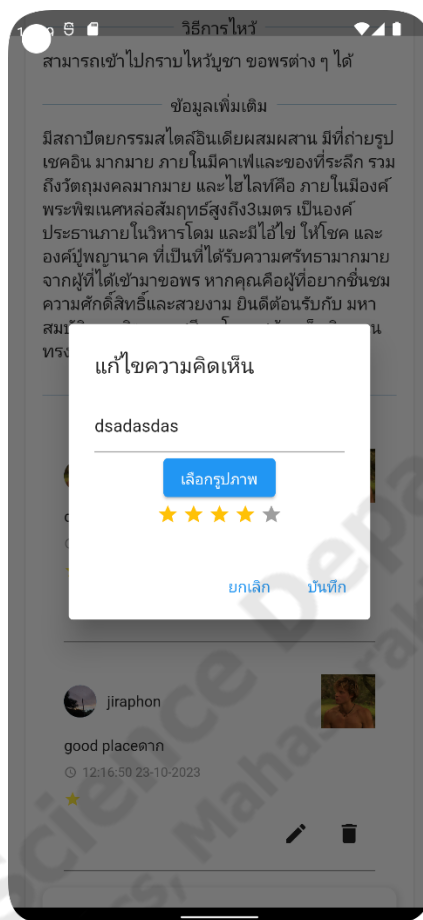 วิธีการไหว้
สามารถเข้าไปกราบไหว้บูชา ขอพรต่าง ๆ ได้
ข้อมูลเพิ่มเติม
มีสถาปัตยกรรมสไตล์อินเดียผสมผสาน มีที่ถ่ายรูป
เชคอิน มากมาย ภายในมีคาเฟ่และของที่ระลึก รวม
ถึงวัตถุมงคลมากมาย และไฮไลท์คือ ภายในมีองค์
พระพิฆเนศหล่อสัมฤทธ์สูงถึง3เมตร เป็นองค์
ประธานภายในวิหารโดม และมีไอ้ไข่ ให้โชค และ
องค์ปู่พญานาค ที่เป็นที่ได้รับความศรัทธามากมาย
จากผู้ที่ได้เข้ามาขอพร หากคุณคือผู้ที่อยากชื่นชม
ความศักดิ์สิทธิ์และสวยงาม ยินดีต้อนรับกับ มหา
ทรง
แก้ไขความคิดเห็น
dsadasdas
เลือกรูปภาพ
ยกเลิก บันทึก
jiraphon
good placeดาก
12:16:50 23-10-2023